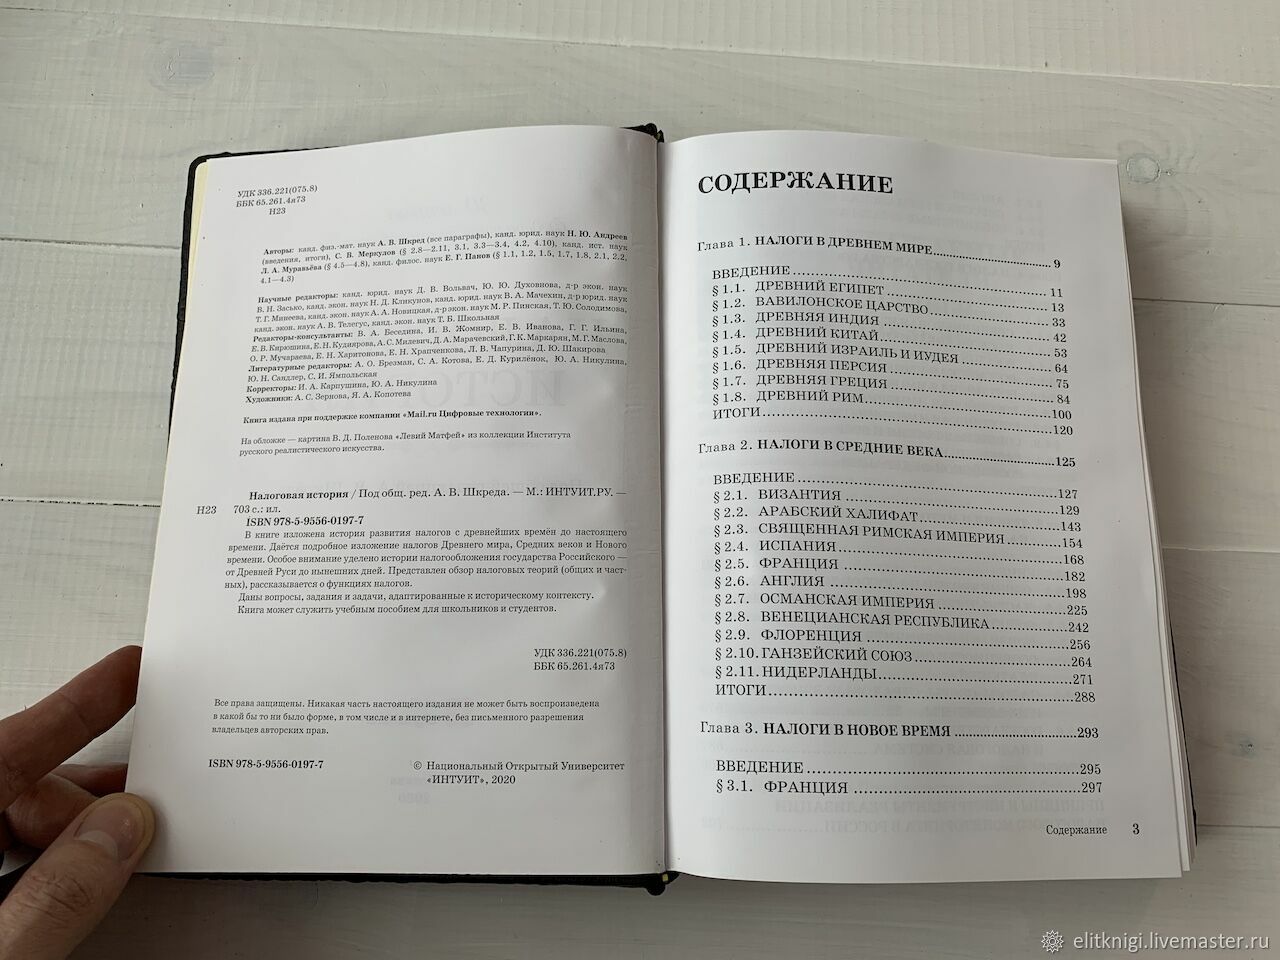 УДК 336.221(075.8)
ББК 65.261.4я73
Н23
Авторы: канд. физ.-мат. наук А. В. Шкред (все параграфы), канд. юрид. наук Н. Ю. Андреев
(введения, итоги), С. В. Меркулов (§ 2.8—2.11, 3.1, 3.3—3.4, 4.2, 4.10), канд. ист. наук
Л. А. Муравьёва (§ 4.5—4.8), канд. филос. наук Е. Г. Панов (§ 1.1, 1.2, 1.5, 1.7, 1.8, 2.1, 2.2,
4.1—4.3)
Научные редакторы: канд. юрид. наук Д. В. Вольвач, Ю. Ю. Духовнова, д-р экон. наук
В. Н. Засько, канд. экон. наук Н. Д. Кликунов, канд. юрид. наук В. А. Мачехин, д-р юрид. наук
Т. Г. Минеева, канд. экон. наук А. А. Новицкая, д-р экон. наук М. Р. Пинская, Т. Ю. Солодимова,
канд. экон. наук А. В. Телегус, канд. экон. наук Т. В. Школьная
Редакторы-консультанты: В. А. Беседина, И. В. Жомнир, Е. В. Иванова, Г. Г. Ильина,
Е. В. Кирюшина, Е. Н. Кудиярова, А. С. Милевич, Д. А. Марачевский, Г. К. Маркарян, М. Г. Маслова,
О. Р. Мучараева, Е. Н. Харитонова, Е. Н. Храпченкова, Л. В. Чапурина, Д. Ю. Шакирова
Литературные редакторы: А. О. Брезман, С. А. Котова, Е. Д. Курилёнок, Ю. А. Никулина,
Ю. Н. Сандлер, С. И. Ямпольская
Корректоры: И. А. Карпушина, Ю. А. Никулина
Художники: А. С. Зернова, Я. А. Копотева
Книга издана при поддержке компании «Mail.ru Цифровые технологии».
На обложке — картина В. Д. Поленова «Левий Матфей» из коллекции Института
русского реалистического искусства.
Налоговая история / Под общ. ред. А. В. Шкреда. — М.: ИНТУИТ.РУ. —
Н23 703 с.: ил.
ISBN 978-5-9556-0197-7
В книге изложена история развития налогов с древнейших времён до настоящего
времени. Даётся подробное изложение налогов Древнего мира, Средних веков и Нового
времени. Особое внимание уделено истории налогообложения государства Российского —
от Древней Руси до нынешних дней. Представлен обзор налоговых теорий (общих и част-
ных), рассказывается о функциях налогов.
Даны вопросы, задания и задачи, адаптированные к историческому контексту.
Книга может служить учебным пособием для школьников и студентов.
УДК 336.221(075.8)
ББК 65.261.4я73
Все права защищены. Никакая часть настоящего издания не может быть воспроизведена
в какой бы то ни было форме, в том числе и в интернете, без письменного разрешения
владельцев авторских прав.
ISBN 978-5-9556-0197-7
© Национальный Открытый Университет
«ИНТУИТ», 2020
СОДЕРЖАНИЕ
Глава 1. НАЛОГИ В ДРЕВНЕМ МИРЕ 9
ВВЕДЕНИЕ 11
§ 1.1. ДРЕВНИЙ ЕГИПЕТ 13
§ 1.2. ВАВИЛОНСКОЕ ЦАРСТВО 33
§ 1.3. ДРЕВНЯЯ ИНДИЯ 42
§ 1.4. ДРЕВНИЙ КИТАЙ 53
§ 1.5. ДРЕВНИЙ ИЗРАИЛЬ И ИУДЕЯ 64
§ 1.6. ДРЕВНЯЯ ПЕРСИЯ 75
§ 1.7. ДРЕВНЯЯ ГРЕЦИЯ 84
§ 1.8. ДРЕВНИЙ РИМ 100
ИТОГИ 120
Глава 2. НАЛОГИ В СРЕДНИЕ ВЕКА 125
ВВЕДЕНИЕ 127
§ 2.1. ВИЗАНТИЯ 129
§ 2.2. АРАБСКИЙ ХАЛИФАТ 143
§ 2.3. СВЯЩЕННАЯ РИМСКАЯ ИМПЕРИЯ 154
§ 2.4. ИСПАНИЯ 168
§ 2.5. ФРАНЦИЯ 182
§ 2.6. АНГЛИЯ 198
§ 2.7. ОСМАНСКАЯ ИМПЕРИЯ 225
§ 2.8. ВЕНЕЦИАНСКАЯ РЕСПУБЛИКА 242
§ 2.9. ФЛОРЕНЦИЯ 256
§ 2.10. ГАНЗЕЙСКИЙ СОЮЗ 264
§ 2.11. НИДЕРЛАНДЫ 271
ИТОГИ 288
Глава 3. НАЛОГИ В НОВОЕ ВРЕМЯ 293
ВВЕДЕНИЕ 295
§ 3.1. ФРАНЦИЯ 297
Содержание 3
elitknigi.livemaster.ru